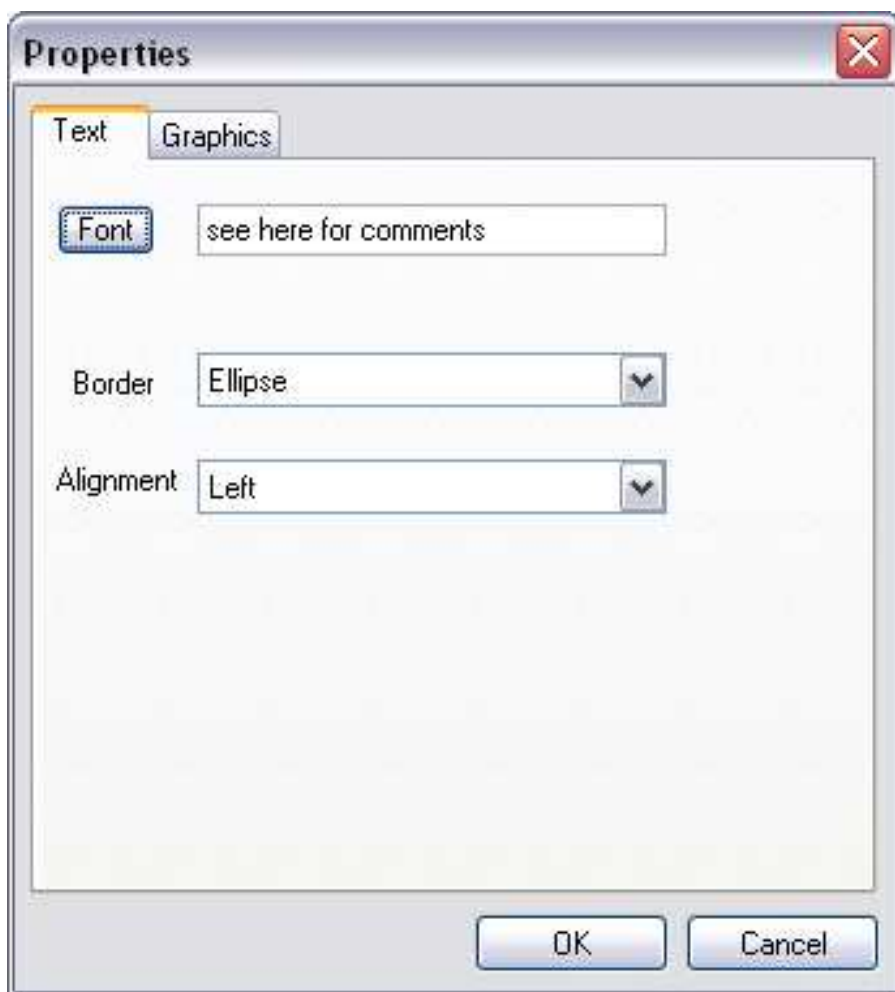 Properties
Text Graphics
Font see here for comments
Border Ellipse
Alignment Left
OK Cancel